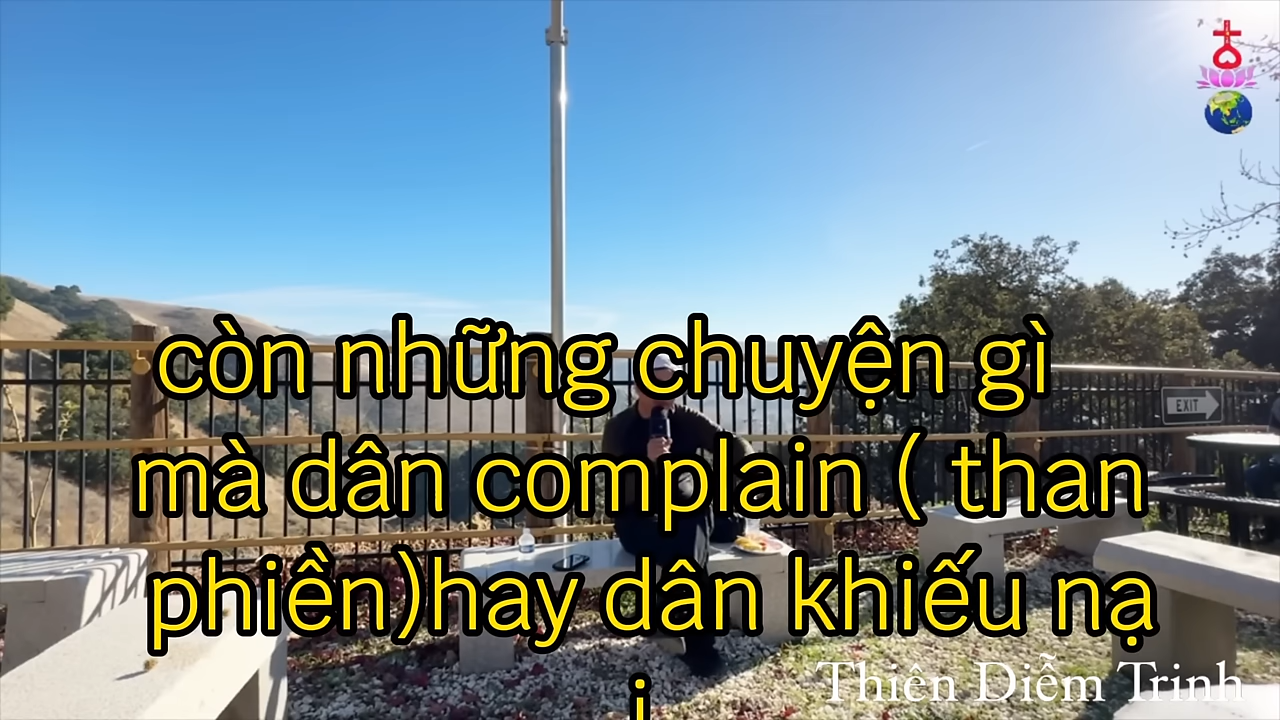 còn những chuyện gì
mà dân complain ( than
phiền)hay dân khiếu nạ
i
EXIT
Thiên Diễm Trinh